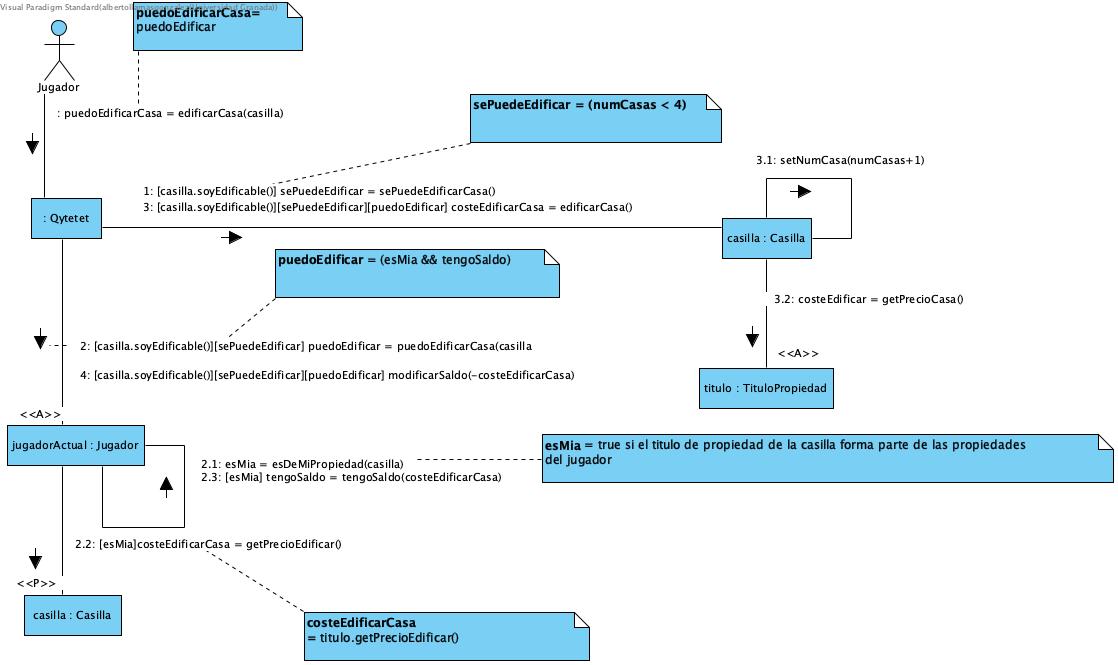 Visual Paradigm Standard(alberto
Universidad Granada))
puedoEdificarCasa=
puedoEdificar
Jugador
: puedoEdificarCasa = edificarCasa(casilla)
sePuedeEdificar = (numCasas < 4)
3.1: setNumCasa(numCasas+1)
1: [casilla.soyEdificable()] sePuedeEdificar = sePuedeEdificarCasa()
3: [casilla.soyEdificable()][sePuedeEdificar][puedoEdificar] costeEdificarCasa = edificarCasa()
: Qytetet
casilla : Casilla
puedoEdificar = (esMia && tengoSaldo)
3.2: costeEdificar = getPrecioCasa()
2: [casilla.soyEdificable()][sePuedeEdificar] puedoEdificar = puedoEdificarCasa(casilla
<<A>>
4: [casilla.soyEdificable()][sePuedeEdificar][puedoEdificar] modificarSaldo(-costeEdificarCasa)
titulo : TituloPropiedad
<<A>>
jugadorActual : Jugador
esMia = true si el titulo de propiedad de la casilla forma parte de las propiedades
del jugador
2.1: esMia = esDeMiPropiedad(casilla)
2.3: [esMia] tengoSaldo = tengoSaldo(costeEdificarCasa)
2.2: [esMia]costeEdificarCasa = getPrecioEdificar()
<<P>>
casilla : Casilla
costeEdificarCasa
= titulo.getPrecioEdificar()